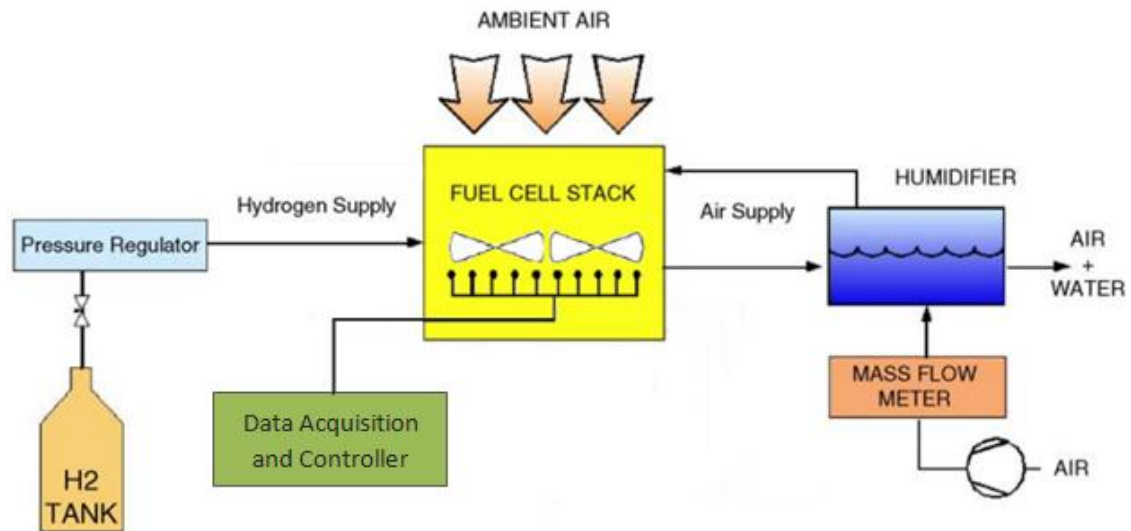 AMBIENT AIR
FUEL CELL STACK
HUMIDIFIER
Hydrogen Supply
Air Supply
Pressure Regulator
AIR
+
WATER
MASS FLOW
METER
Data Acquisition
and Controller
H2
TANK
AIR